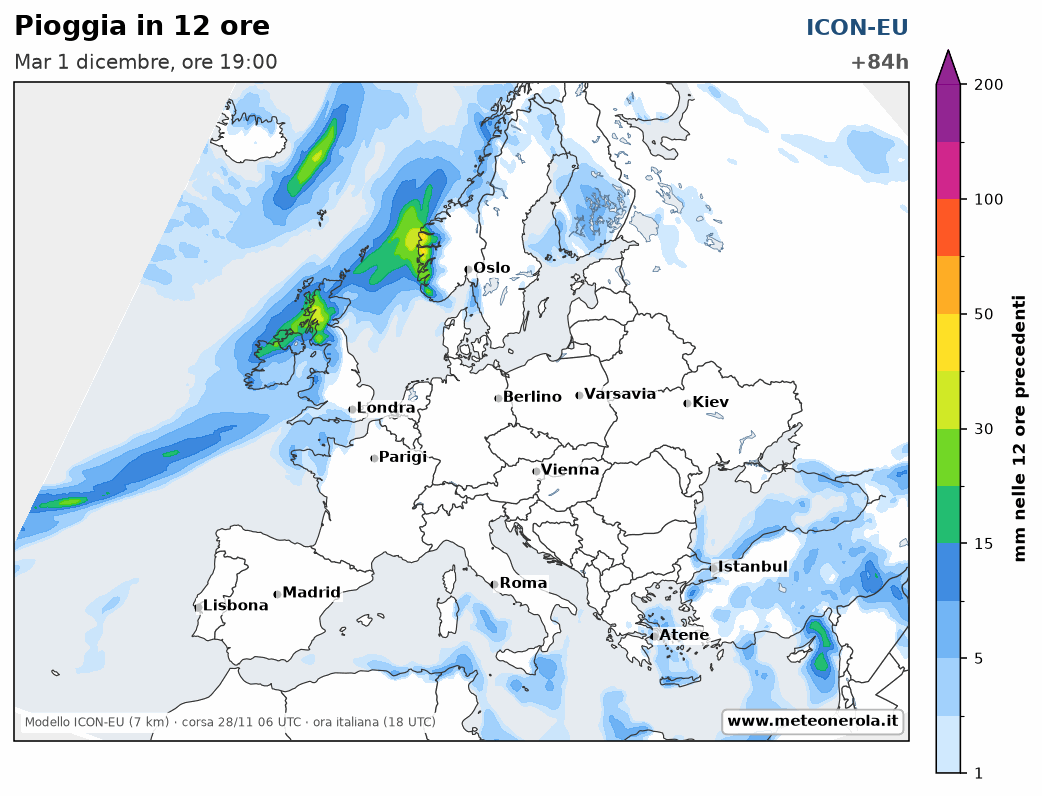 Pioggia in 12 ore
ICON-EU
Mar 1 dicembre, ore 19:00
+84h
200
100
50
30
15
5
1
mm nelle 12 ore precedenti
Oslo
Berlino
Varsavia
Kiev
Londra
Parigi
Vienna
Istanbul
Roma
Madrid
Lisbona
Atene
Modello ICON-EU (7 km) · corsa 28/11 06 UTC · ora italiana (18 UTC)
www.meteonerola.it